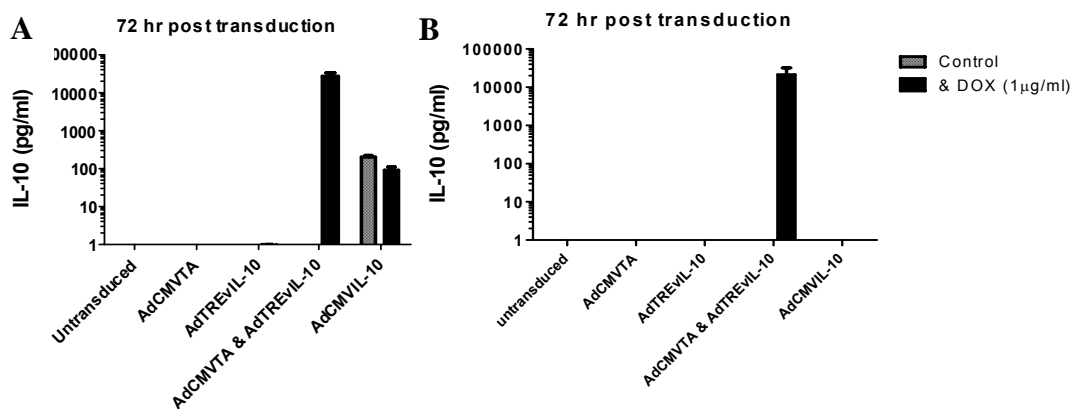 A
72 hr post transduction
IL-10 (pg/ml)
00000
10000
1000
100
10
1
Untransduced
AdCMVTA
AdTREvIL-10
AdCMVTA & AdTREvIL-10
AdCMVIL-10
B
72 hr post transduction
IL-10 (pg/ml)
100000
10000
1000
100
10
1
untransduced
AdCMVTA
AdTREvIL-10
AdCMVTA & AdTREvIL-10
AdCMVIL-10
Control
& DOX (1μg/ml)